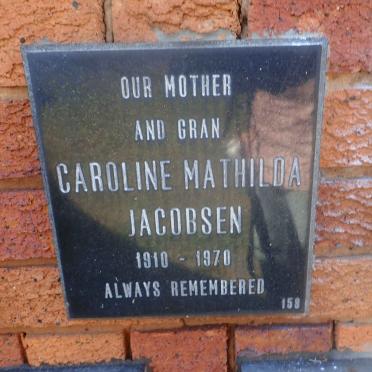 OUR MOTHER
AND GRAN
CAROLINE MATHILDA
JACOBSEN
1910 - 1970
ALWAYS REMEMBERED
158